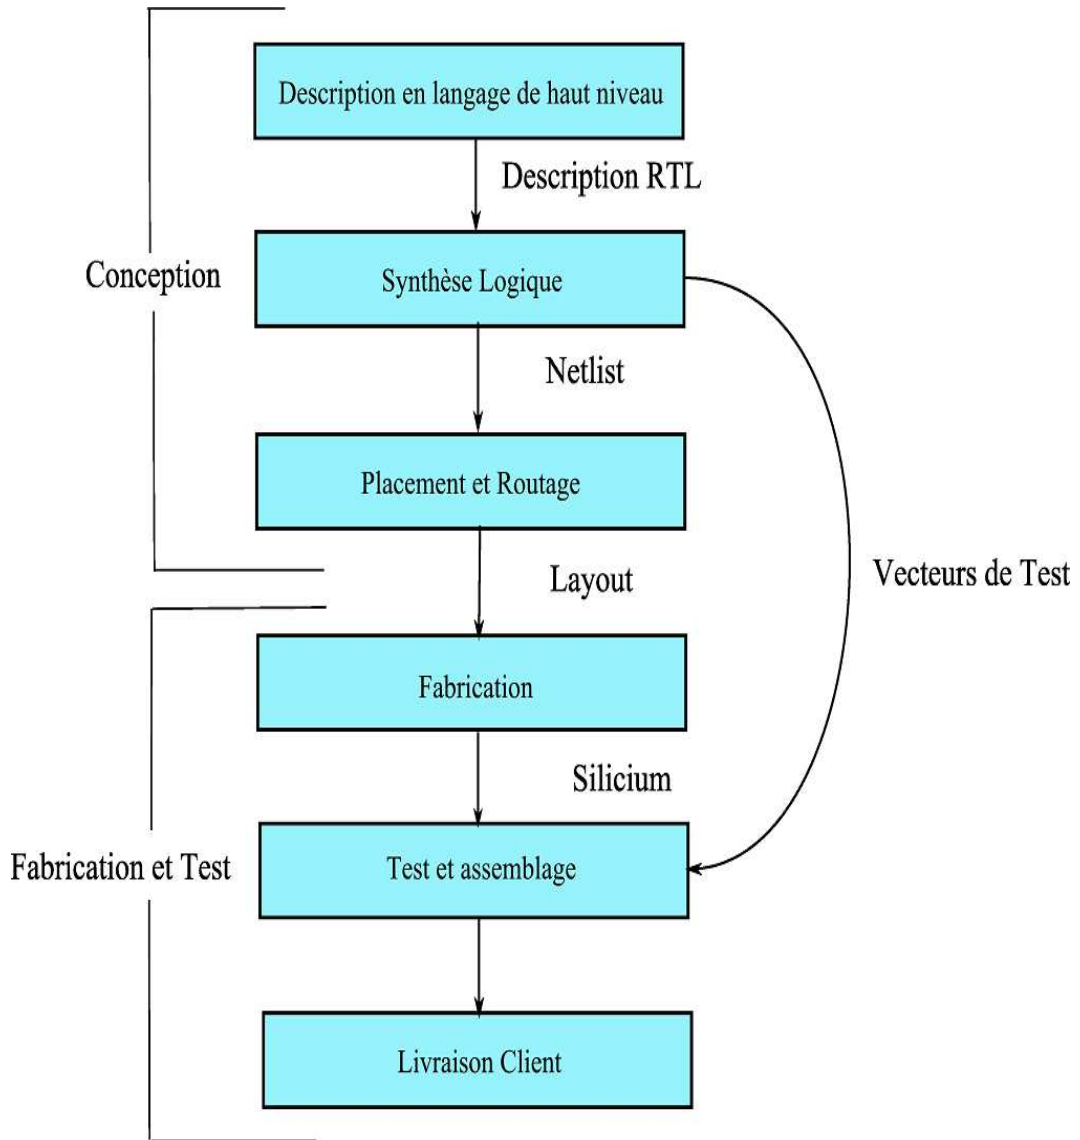 Description en langage de haut niveau
Description RTL
Synthèse Logique
Conception
Netlist
Placement et Routage
Layout
Vecteurs de Test
Fabrication
Silicium
Test et assemblage
Fabrication et Test
Livraison Client